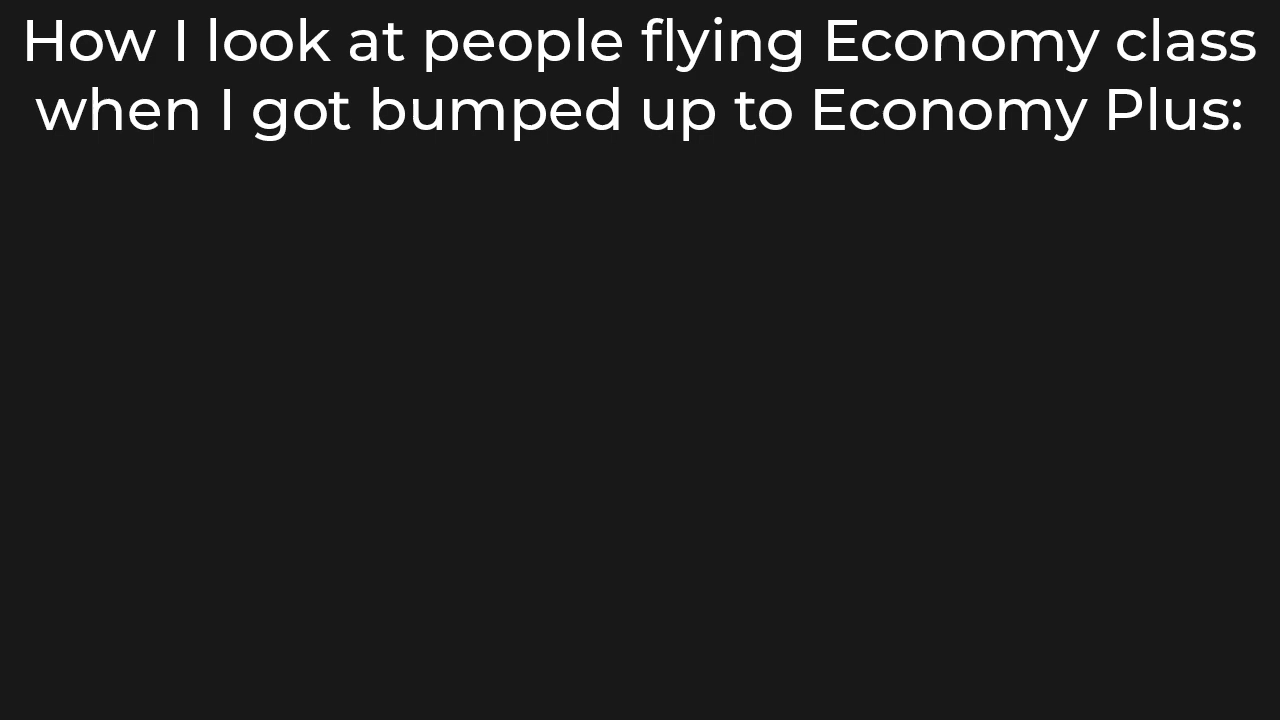 How I look at people flying Economy class
when I got bumped up to Economy Plus: